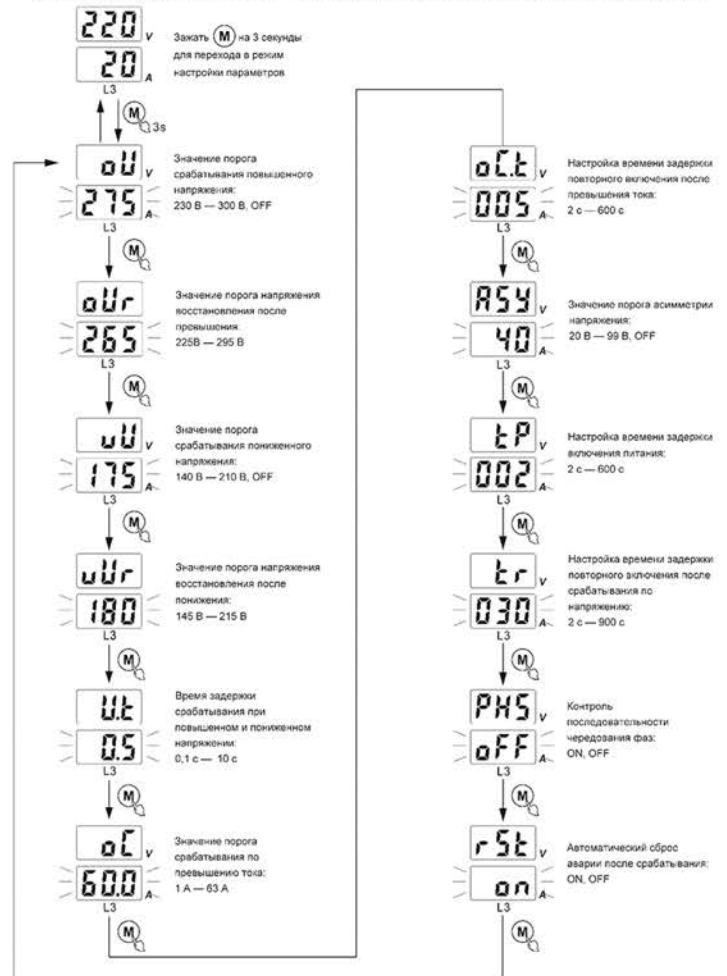 220 V
20 A
L3
Зажать M на 3 секунды
для перехода в режим
настройки параметров
M 3s
oU V
275 A
L3
Значение порога
срабатывания повышенного
напряжения:
230 В — 300 В, OFF
M
oUr
265
L3
Значение порога напряжения
восстановления после
превышения:
225В — 295 В
M
uU V
175 A
L3
Значение порога
срабатывания пониженного
напряжения:
140 В — 210 В, OFF
M
uUr
180
L3
Значение порога напряжения
восстановления после
понижения:
145 В — 215 В
M
U.t
0.5
L3
Время задержки
срабатывания при
повышенном и пониженном
напряжении:
0,1 с — 10 с
M
oC V
60.0 A
L3
Значение порога
срабатывания по
превышению тока:
1 А — 63 А
M
oC.t V
005 A
L3
Настройка времени задержки
повторного включения после
превышения тока:
2 с — 600 с
M
ASY V
40 A
L3
Значение порога асимметрии
напряжения:
20 В — 99 В, OFF
M
tP V
002 A
L3
Настройка времени задержки
включения питания:
2 с — 600 с
M
tr V
030 A
L3
Настройка времени задержки
повторного включения после
срабатывания по
напряжению:
2 с — 900 с
M
PHS V
oFF A
L3
Контроль
последовательности
чередования фаз:
ON, OFF
M
rSt V
on A
L3
Автоматический сброс
аварии после срабатывания:
ON, OFF
M